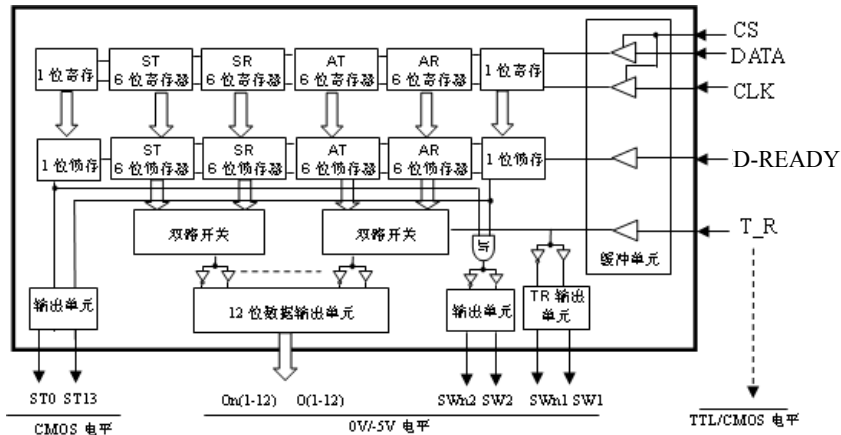 CS
DATA
CLK
D-READY
T_R
1位寄存
ST
6位寄存器
SR
6位寄存器
AT
6位寄存器
AR
6位寄存器
1位寄存
1位锁存
ST
6位锁存器
SR
6位锁存器
AT
6位锁存器
AR
6位锁存器
1位锁存
双路开关
双路开关
与
缓冲单元
输出单元
12位数据输出单元
输出单元
TR输出
单元
ST0 ST13
On(1-12) O(1-12)
SWn2 SW2
SWn1 SW1
CMOS 电平
0V/-5V 电平
TTL/CMOS 电平